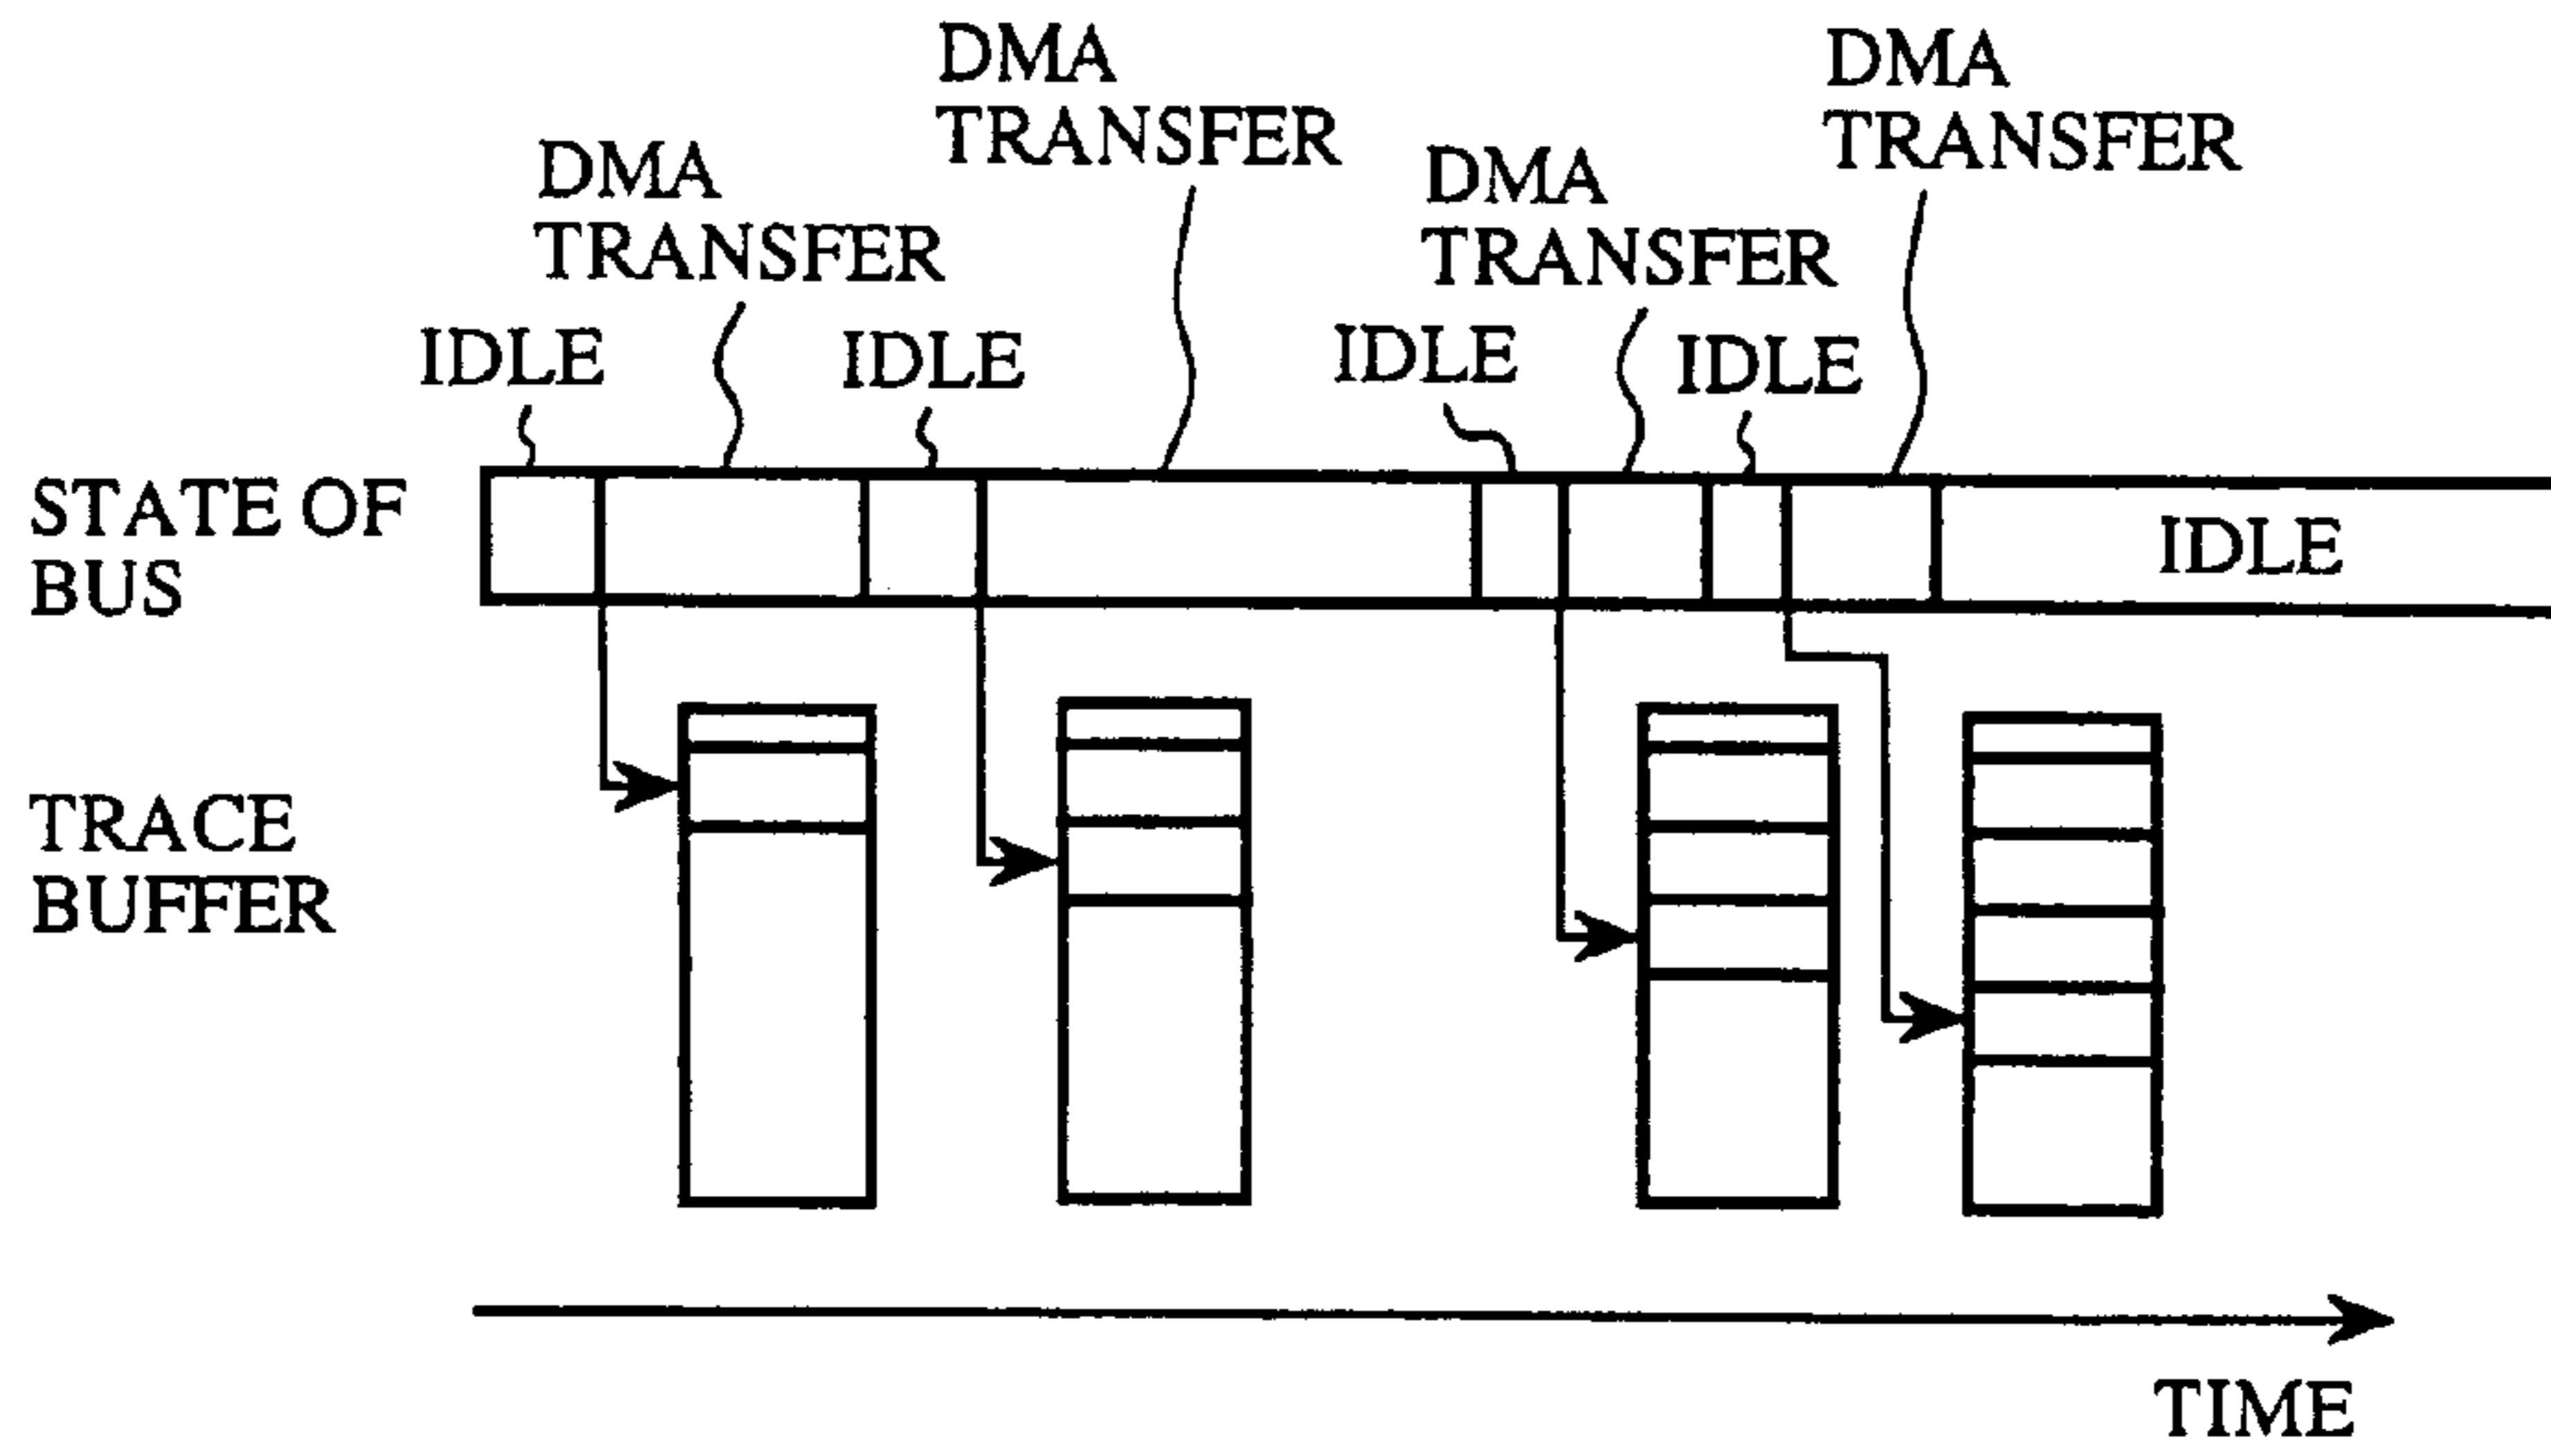 DMA
TRANSFER
DMA
TRANSFER
DMA
TRANSFER
DMA
TRANSFER
IDLE
IDLE
IDLE
IDLE
STATE OF
BUS
IDLE
TRACE
BUFFER
TIME